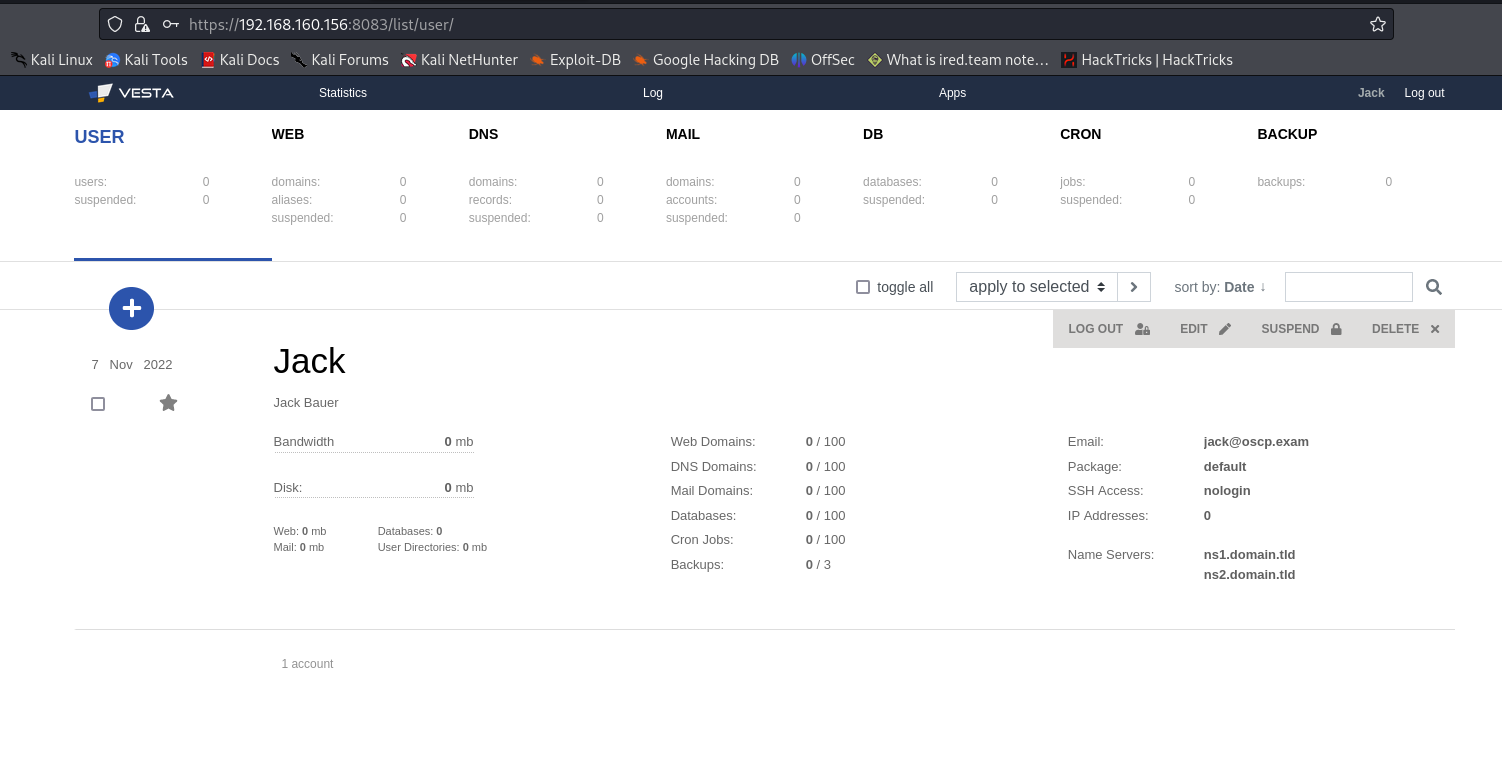 https://192.168.160.156:8083/list/user/
Kali Linux Kali Tools Kali Docs Kali Forums Kali NetHunter Exploit-DB Google Hacking DB OffSec What is ired.team note… HackTricks | HackTricks
VESTA Statistics Log Apps Jack Log out
USER WEB DNS MAIL DB CRON BACKUP
users: 0 domains: 0 domains: 0 domains: 0 databases: 0 jobs: 0 backups: 0
suspended: 0 aliases: 0 records: 0 accounts: 0 suspended: 0 suspended: 0
suspended: 0 suspended: 0 suspended: 0
toggle all apply to selected sort by: Date ↓
LOG OUT EDIT SUSPEND DELETE
7 Nov 2022 Jack
Jack Bauer
Bandwidth 0 mb Web Domains: 0 / 100 Email: jack@oscp.exam
DNS Domains: 0 / 100 Package: default
Disk: 0 mb Mail Domains: 0 / 100 SSH Access: nologin
Databases: 0 / 100 IP Addresses: 0
Web: 0 mb Databases: 0 Cron Jobs: 0 / 100
Mail: 0 mb User Directories: 0 mb Name Servers: ns1.domain.tld
Backups: 0 / 3 ns2.domain.tld
1 account